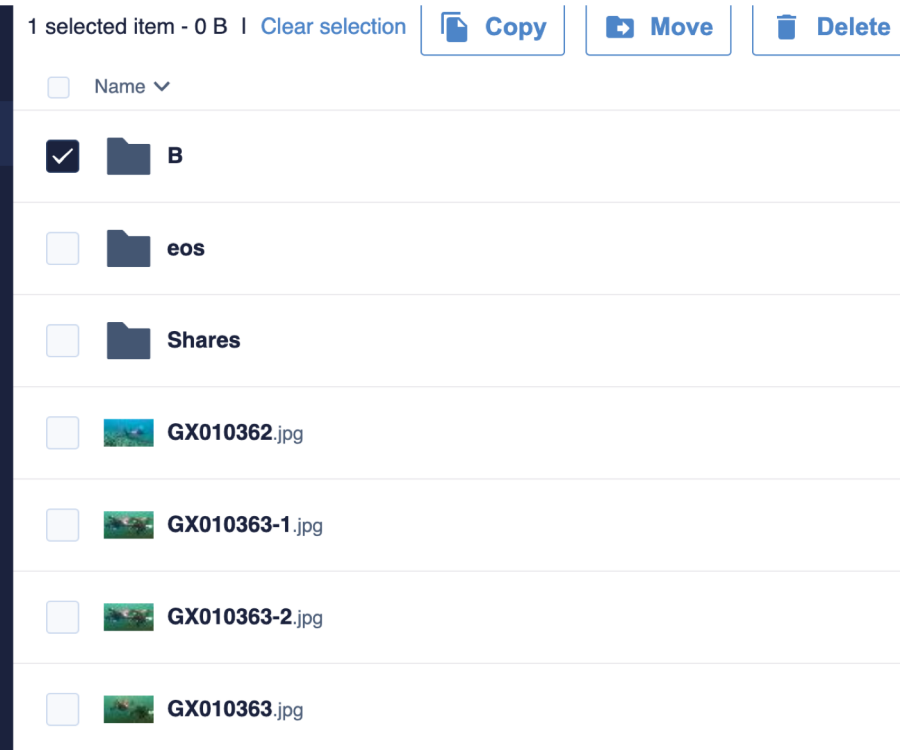 1 selected item - 0 B | Clear selection Copy Move Delete
Name
B
eos
Shares
GX010362.jpg
GX010363-1.jpg
GX010363-2.jpg
GX010363.jpg